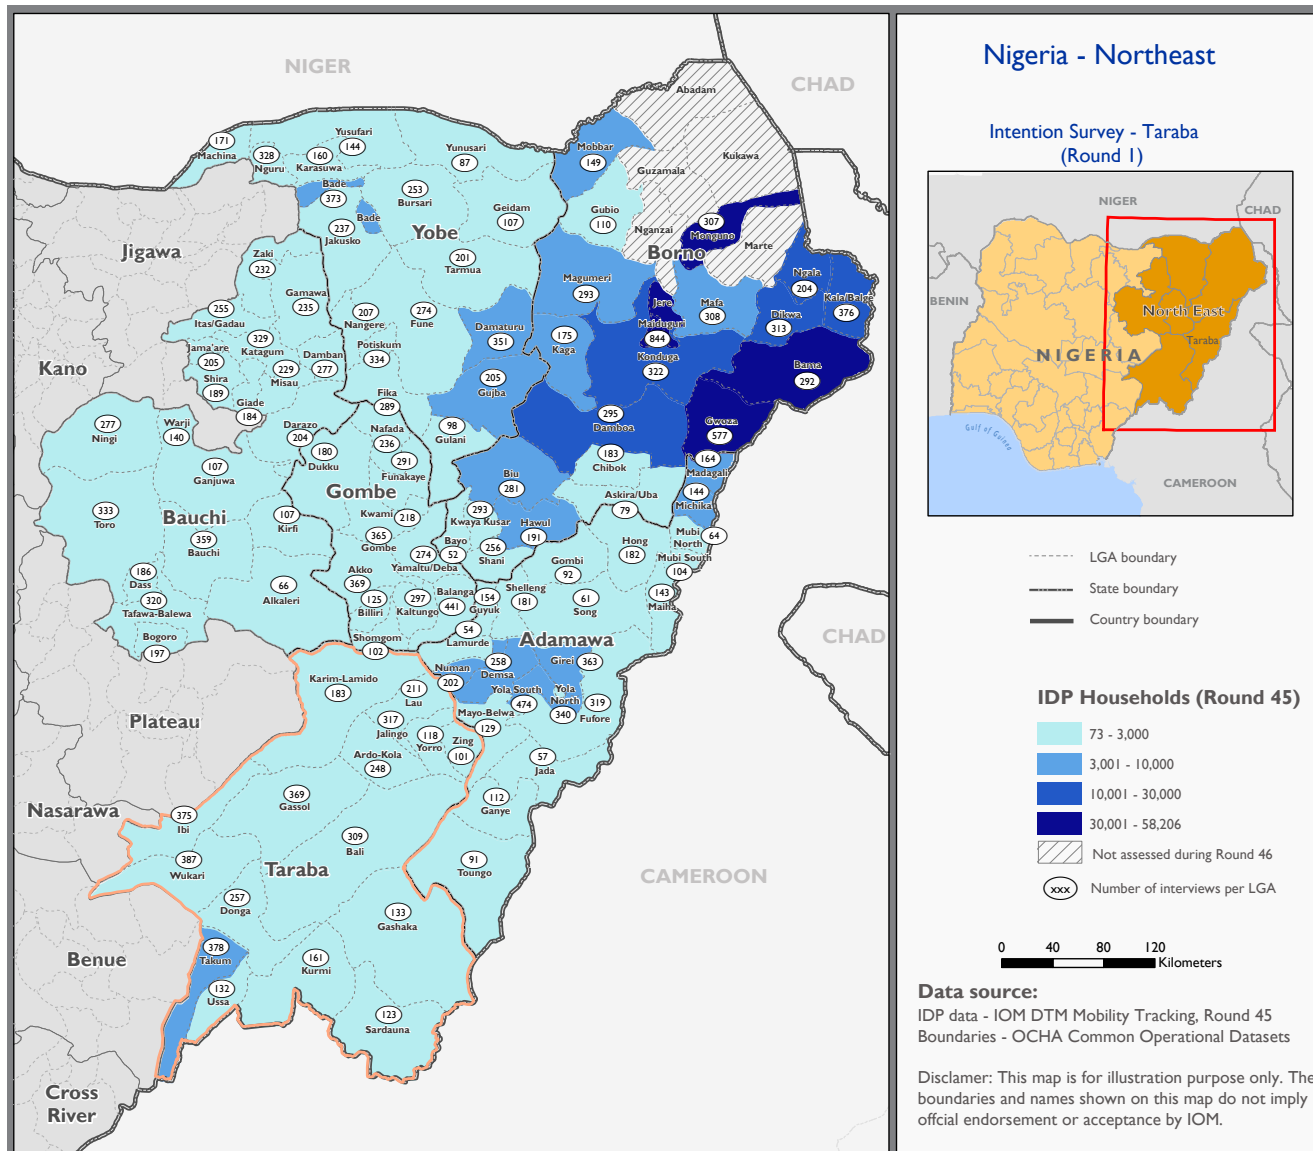 NIGER
CHAD
Abadam
171
Machina
Yusufari
144
328
Nguru
160
Karasuwa
Yunusari
87
Mobbar
149
Kukawa
Guzamala
Bade
373
253
Bursari
Bade
237
Jakusko
Geidam
107
Yobe
Gubio
110
307
Monguno
Nganzai
Marte
Borno
Jigawa
Zaki
232
201
Tarmua
Magumeri
293
Ngala
204
Kala/Balge
376
Gamawa
235
255
Itas/Gadau
207
Nangere
274
Fune
Jere
Mafa
308
Dikwa
313
Damaturu
351
175
Kaga
Maiduguri
844
Konduga
322
329
Katagum
Jama'are
205
Shira
189
229
Misau
Damban
277
Potiskum
334
Bama
292
Kano
205
Gujba
Giade
184
Fika
289
295
Damboa
Gwoza
577
277
Ningi
Warji
140
Darazo
204
180
Dukku
Nafada
236
98
Gulani
183
Chibok
164
Madagali
107
Ganjuwa
291
Funakaye
Biu
281
144
Michika
Gombe
333
Toro
Bauchi
359
Bauchi
107
Kirfi
Kwami
218
293
Kwaya Kusar
Askira/Uba
79
Hawul
191
365
Gombe
Bayo
52
256
Shani
Hong
182
Mubi
North
64
Mubi South
104
274
Yamaltu/Deba
Gombi
92
186
Dass
320
Tafawa-Balewa
66
Alkaleri
Akko
369
125
Billiri
297
Kaltungo
Balanga
441
154
Guyuk
Shelleng
181
61
Song
143
Maiha
Bogoro
197
Shomgom
102
54
Lamurde
Adamawa
CHAD
Numan
202
258
Demsa
Girei
363
Karim-Lamido
183
211
Lau
Yola South
474
Yola
North
340
319
Fufore
Plateau
317
Jalingo
118
Yorro
Mayo-Belwa
129
Zing
101
Ardo-Kola
248
57
Jada
369
Gassol
112
Ganye
Nasarawa
375
Ibi
309
Bali
387
Wukari
Taraba
91
Toungo
CAMEROON
257
Donga
133
Gashaka
Benue
378
Takum
161
Kurmi
132
Ussa
123
Sardauna
Cross
River
Nigeria - Northeast
Intention Survey - Taraba
(Round 1)
NIGER
CHAD
BENIN
North East
NIGERIA
Taraba
Gulf of Guinea
CAMEROON
LGA boundary
State boundary
Country boundary
IDP Households (Round 45)
73 - 3,000
3,001 - 10,000
10,001 - 30,000
30,001 - 58,206
Not assessed during Round 46
xxx Number of interviews per LGA
0 40 80 120
Kilometers
Data source:
IDP data - IOM DTM Mobility Tracking, Round 45
Boundaries - OCHA Common Operational Datasets
Disclamer: This map is for illustration purpose only. The
boundaries and names shown on this map do not imply
offcial endorsement or acceptance by IOM.